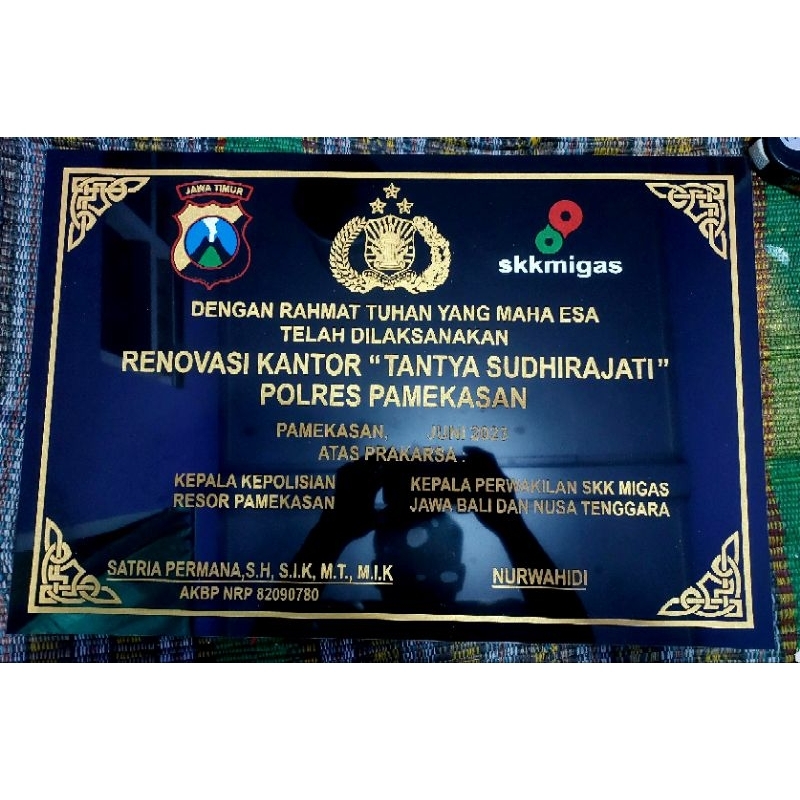 JAWA TIMUR
skkmigas
DENGAN RAHMAT TUHAN YANG MAHA ESA
TELAH DILAKSANAKAN
RENOVASI KANTOR “TANTYA SUDHIRAJATI”
POLRES PAMEKASAN
PAMEKASAN, JUNI 2023
ATAS PRAKARSA :
KEPALA KEPOLISIAN
RESOR PAMEKASAN
KEPALA PERWAKILAN SKK MIGAS
JAWA BALI DAN NUSA TENGGARA
SATRIA PERMANA,S.H, S.I.K, M.T., M.I.K
AKBP NRP 82090780
NURWAHIDI